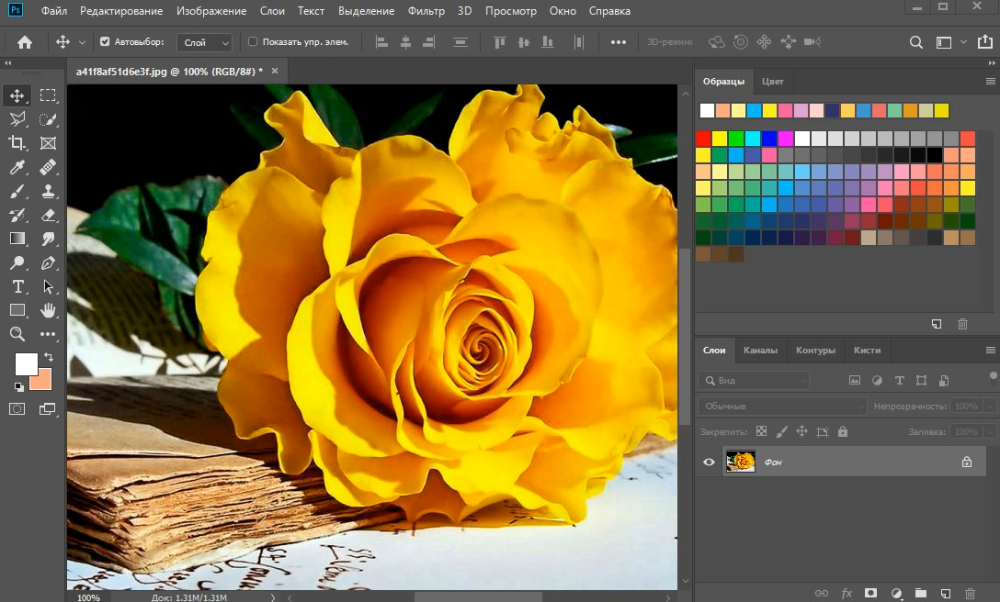 Ps Файл Редактирование Изображение Слои Текст Выделение Фильтр 3D Просмотр Окно Справка
Автовыбор: Слой Показать упр. элем. 3D-режим:
a41f8af51d6e3f.jpg @ 100% (RGB/8#) *
Образцы Цвет
Слои Каналы Контуры Кисти
Вид
Обычные Непрозрачность: 100%
Закрепить: Заливка: 100%
Фон
fx
100% Док: 1.31M/1.31M